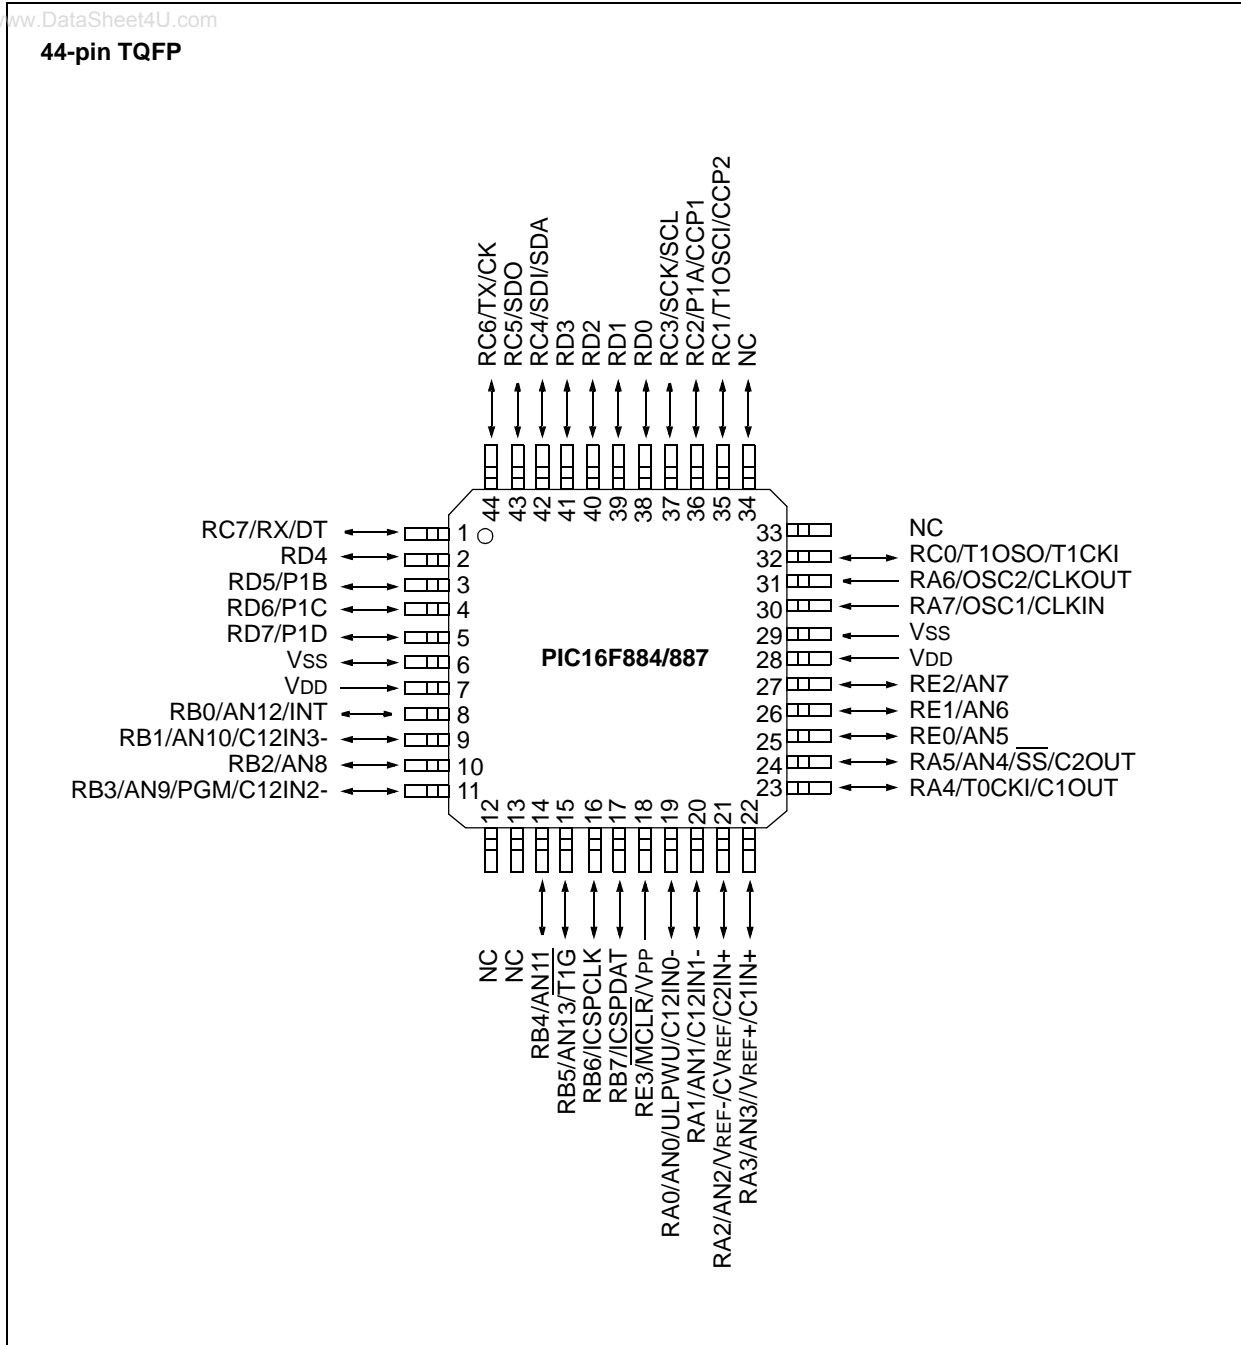 www.DataSheet4U.com
44-pin TQFP
RC6/TX/CK
RC5/SDO
RC4/SDI/SDA
RD3
RD2
RD1
RD0
RC3/SCK/SCL
RC2/P1A/CCP1
RC1/T1OSCI/CCP2
NC
44
43
42
41
40
39
38
37
36
35
34
RC7/RX/DT 1
RD4 2
RD5/P1B 3
RD6/P1C 4
RD7/P1D 5
VSS 6
VDD 7
RB0/AN12/INT 8
RB1/AN10/C12IN3- 9
RB2/AN8 10
RB3/AN9/PGM/C12IN2- 11
PIC16F884/887
33 NC
32 RC0/T1OSO/T1CKI
31 RA6/OSC2/CLKOUT
30 RA7/OSC1/CLKIN
29 VSS
28 VDD
27 RE2/AN7
26 RE1/AN6
25 RE0/AN5
24 RA5/AN4/SS/C2OUT
23 RA4/T0CKI/C1OUT
12
13
14
15
16
17
18
19
20
21
22
NC
NC
RB4/AN11
RB5/AN13/T1G
RB6/ICSPCLK
RB7/ICSPDAT
RE3/MCLR/VPP
RA0/AN0/ULPWU/C12IN0-
RA1/AN1/C12IN1-
RA2/AN2/VREF-/CVREF/C2IN+
RA3/AN3//VREF+/C1IN+